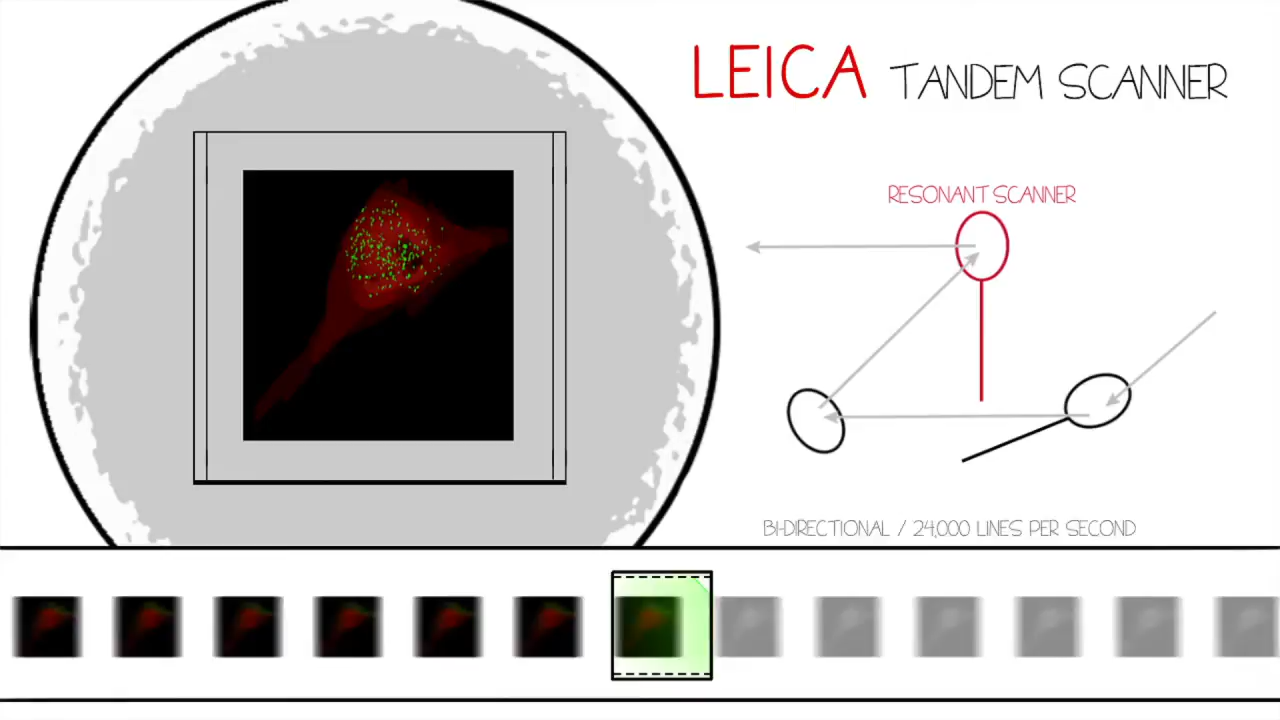 LEICA TANDEM SCANNER
RESONANT SCANNER
BI-DIRECTIONAL / 24,000 LINES PER SECOND